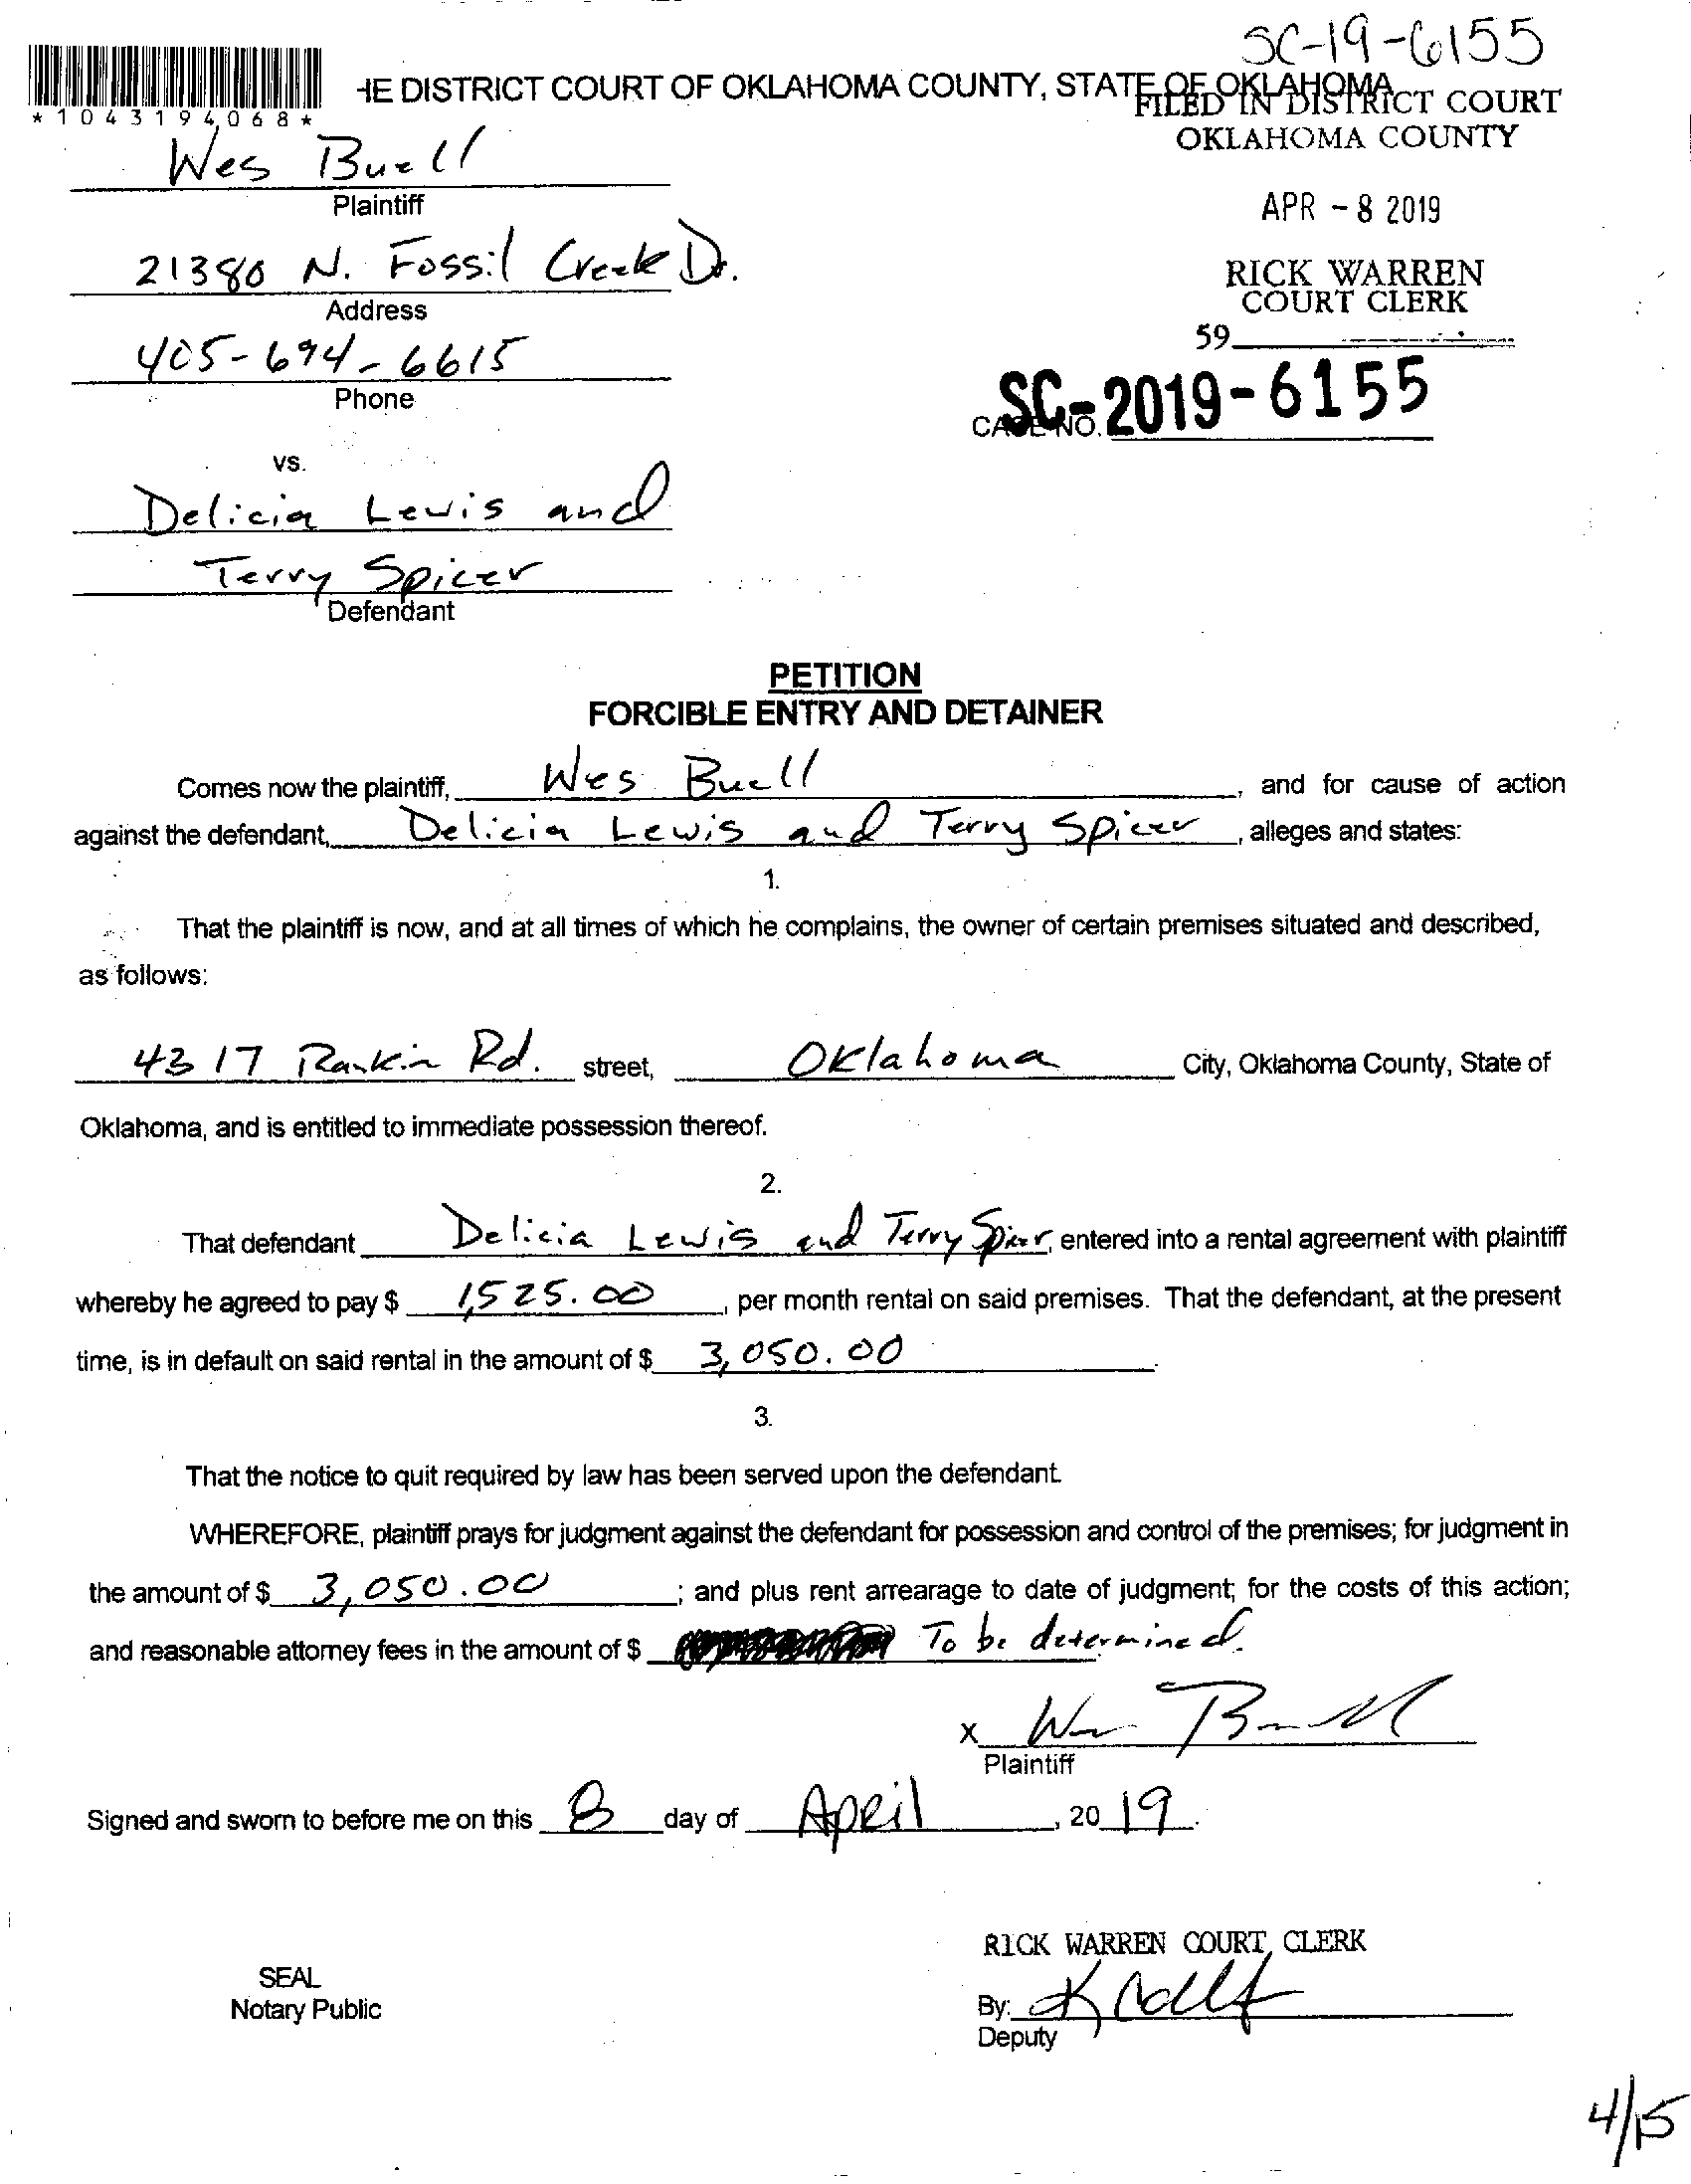 SC-19-6155
*1043194068*
HE DISTRICT COURT OF OKLAHOMA COUNTY, STATE OF OKLAHOMA
FILED IN DISTRICT COURT
OKLAHOMA COUNTY
Wes Buell
Plaintiff
APR - 8 2019
21380 N. Fossil Creek Dr.
Address
RICK WARREN
COURT CLERK
59
405-694-6615
Phone
CASE NO. SC-2019-6155
vs.
Delicia Lewis and
Terry Spicer
Defendant
PETITION
FORCIBLE ENTRY AND DETAINER
Comes now the plaintiff, Wes Buell, and for cause of action
against the defendant, Delicia Lewis and Terry Spicer, alleges and states:
1.
That the plaintiff is now, and at all times of which he complains, the owner of certain premises situated and described,
as follows:
4317 Rankin Rd. street, Oklahoma City, Oklahoma County, State of
Oklahoma, and is entitled to immediate possession thereof.
2.
That defendant Delicia Lewis and Terry Spicer, entered into a rental agreement with plaintiff
whereby he agreed to pay $ 1,525.00, per month rental on said premises. That the defendant, at the present
time, is in default on said rental in the amount of $ 3,050.00.
3.
That the notice to quit required by law has been served upon the defendant.
WHEREFORE, plaintiff prays for judgment against the defendant for possession and control of the premises; for judgment in
the amount of $ 3,050.00; and plus rent arrearage to date of judgment; for the costs of this action;
and reasonable attorney fees in the amount of $ To be determined.
X
Plaintiff
Signed and sworn to before me on this 8 day of April, 2019.
RICK WARREN COURT CLERK
SEAL
Notary Public
By:
Deputy
4/15